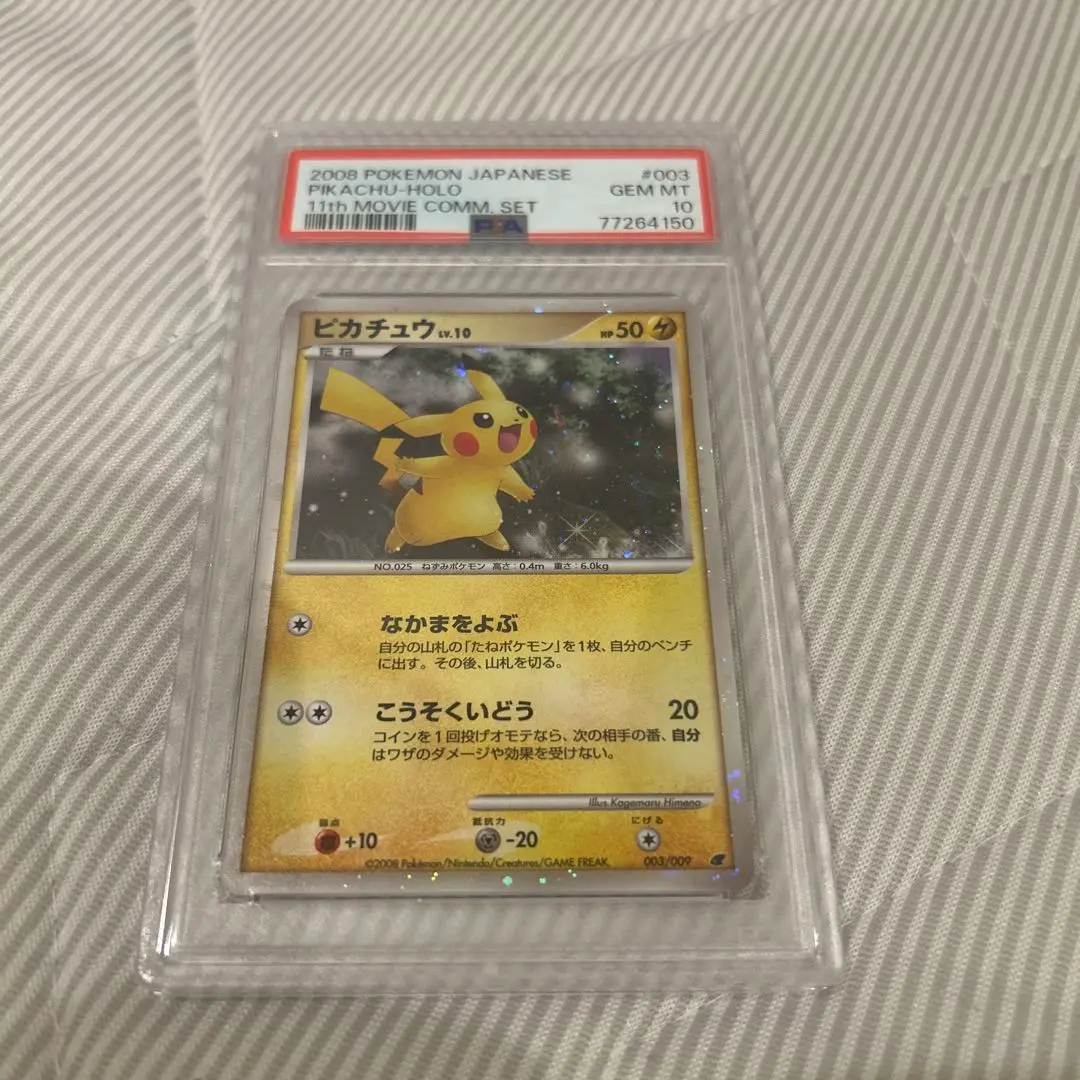 2008 POKEMON JAPANESE #003
PIKACHU-HOLO GEM MT
11th MOVIE COMM. SET 10
PSA 77264150
ピカチュウ LV.10 HP 50
たね
NO.025 ねずみポケモン 高さ:0.4m 重さ:6.0kg
なかまをよぶ
自分の山札の「たねポケモン」を1枚、自分のベンチ
に出す。その後、山札を切る。
こうそくいどう 20
コインを1回投げオモテなら、次の相手の番、自分
はワザのダメージや効果を受けない。
Illus. Kagemaru Himeno
弱点 抵抗力 にげる
+10 -20
©2008 Pokémon/Nintendo/Creatures/GAME FREAK. 003/009